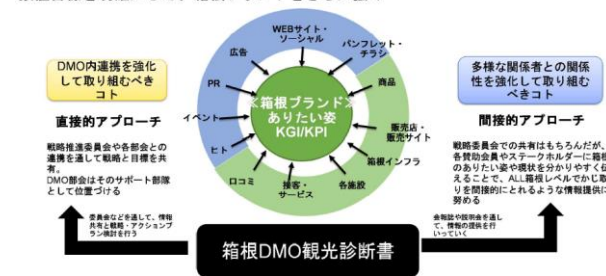 WEBサイト・
ソーシャル
広告
パンフレット・
チラシ
PR
商品
イベント
＜箱根ブランド＞
ありたい姿
KGI/KPI
販売店・
販売サイト
ヒト
箱根インフラ
口コミ
接客・
サービス
各施設
DMO内連携を強化
して取り組むべき
コト
直接的アプローチ
戦略推進委員会や各部会との
連携を通して戦略と目標を共
有。
DMO部会はそのサポート部隊
として位置づける
委員会などを通して、情報
共有と戦略・アクションプ
ラン検討を行う
多様な関係者との関係
性を強化して取り組む
べきコト
間接的アプローチ
戦略委員会での共有はもちろんだが、
各賛助会員やステークホルダーに箱根
のありたい姿や現状を分かりやすく伝
えることで、ALL箱根レベルでかじ取
りを間接的にとれるような情報提供に
努める
会報誌や説明会を通し
て、情報の提供を行
いっていく
箱根DMO観光診断書